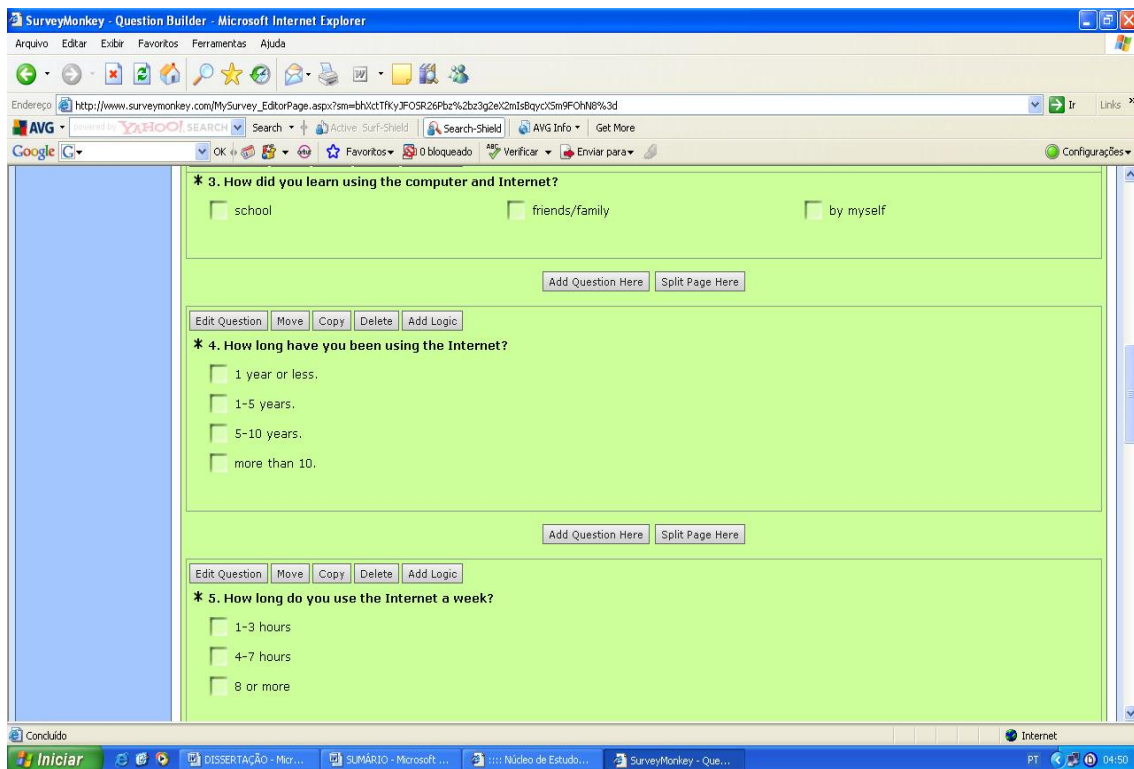 SurveyMonkey - Question Builder - Microsoft Internet Explorer
Arquivo Editar Exibir Favoritos Ferramentas Ajuda
Endereço http://www.surveymonkey.com/MySurvey_EditorPage.aspx? Ir Links »
AVG powered by YAHOO! SEARCH Search Active Surf-Shield Search-Shield AVG Info Get More
Google G OK Favoritos 0 bloqueado ABC Verificar Enviar para Configurações
* 3. How did you learn using the computer and Internet?
school friends/family by myself
Add Question Here Split Page Here
Edit Question Move Copy Delete Add Logic
* 4. How long have you been using the Internet?
1 year or less.
1-5 years.
5-10 years.
more than 10.
Add Question Here Split Page Here
Edit Question Move Copy Delete Add Logic
* 5. How long do you use the Internet a week?
1-3 hours
4-7 hours
8 or more
Concluído Internet
Iniciar DISSERTAÇÃO - Micr... SUMÁRIO - Microsoft ... :::: Núcleo de Estudo... SurveyMonkey - Que... PT 04:50